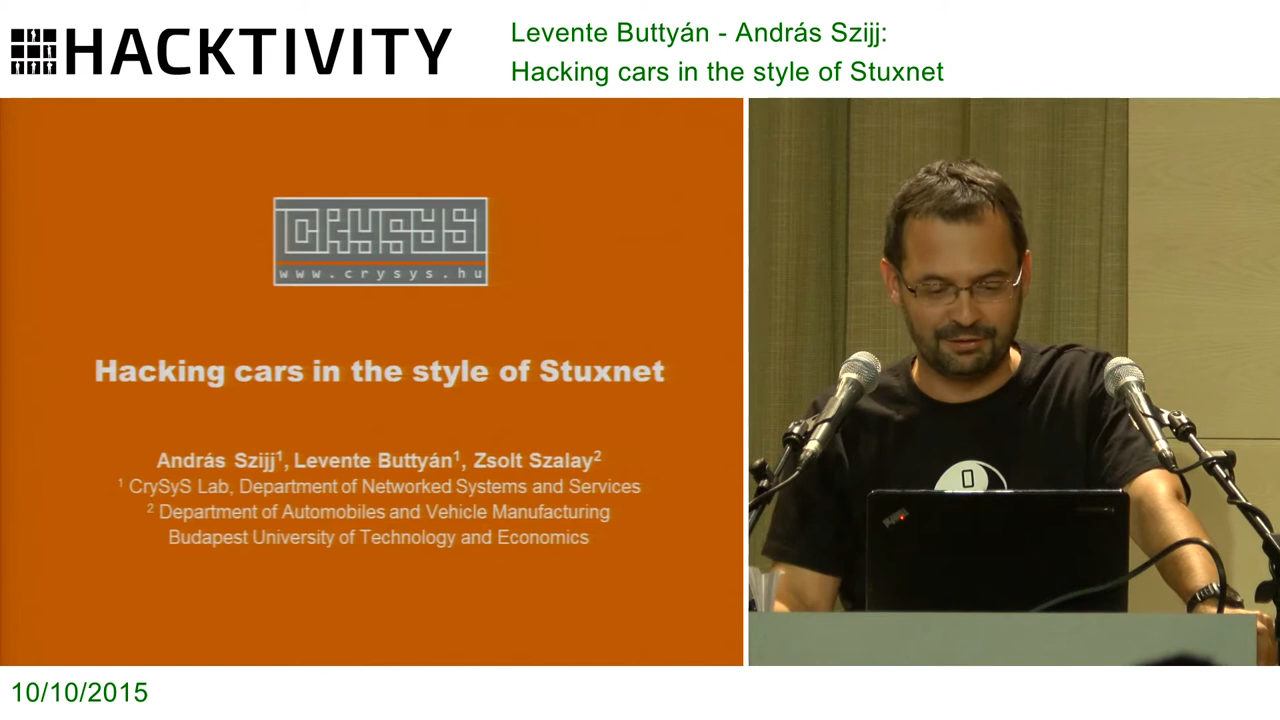 HACKTIVITY
Levente Buttyán - András Szijj:
Hacking cars in the style of Stuxnet
CRYSYS
www.crysys.hu
Hacking cars in the style of Stuxnet
András Szijj¹, Levente Buttyán¹, Zsolt Szalay²
¹ CrySyS Lab, Department of Networked Systems and Services
² Department of Automobiles and Vehicle Manufacturing
Budapest University of Technology and Economics
10/10/2015